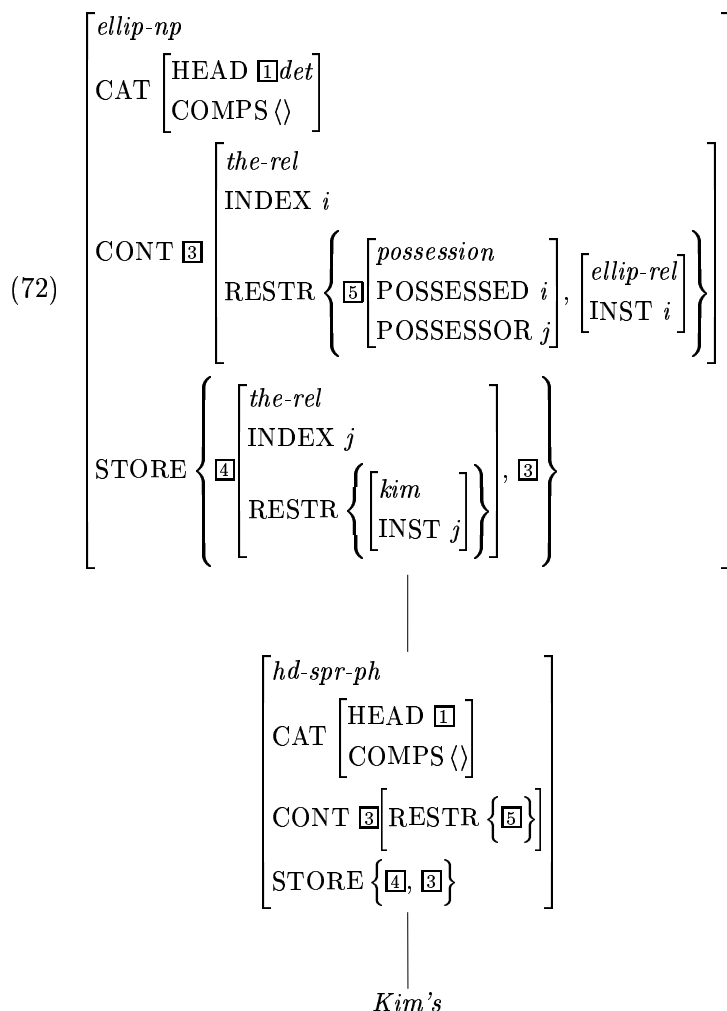 (72)
ellip-np
CAT [HEAD [1]det
COMPS ⟨⟩]
CONT [3] [the-rel
INDEX i
RESTR {[5][possession
POSSESSED i
POSSESSOR j], [ellip-rel
INST i]}]
STORE {[4][the-rel
INDEX j
RESTR {[kim
INST j]}], [3]}
hd-spr-ph
CAT [HEAD [1]
COMPS ⟨⟩]
CONT [3][RESTR {[5]}]
STORE {[4], [3]}
Kim's